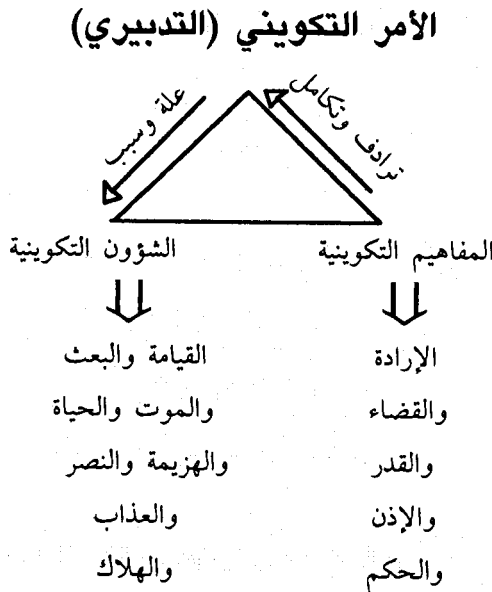 الأمر التكويني (التدبيري)
ترادف وتكامل
علة وسبب
المفاهيم التكوينية
الشؤون التكوينية
الإرادة
القيامة والبعث
والقضاء
والموت والحياة
والقدر
والهزيمة والنصر
والإذن
والعذاب
والحكم
والهلاك